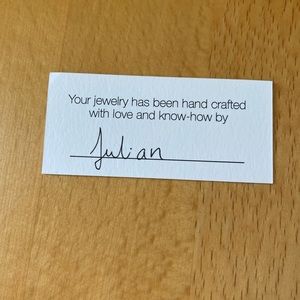 Your jewelry has been hand crafted
with love and know-how by
Julian